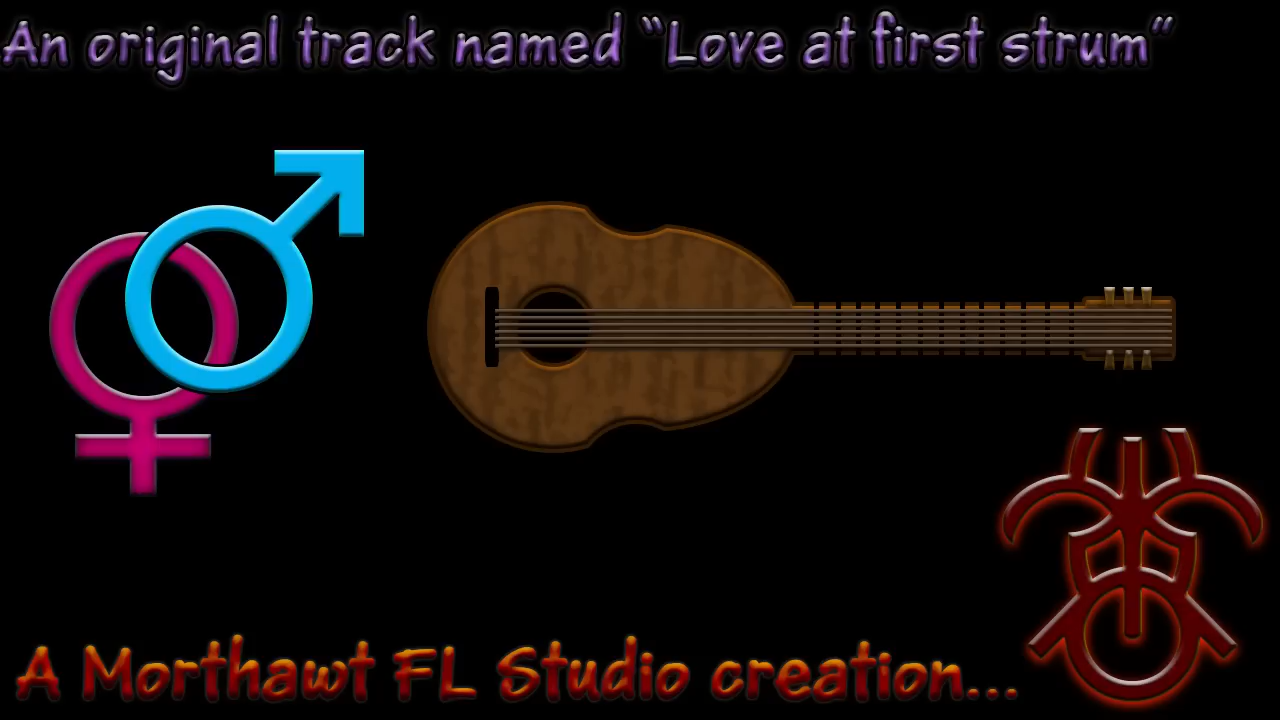 An original track named “Love at first strum”
A Morthawt FL Studio creation...